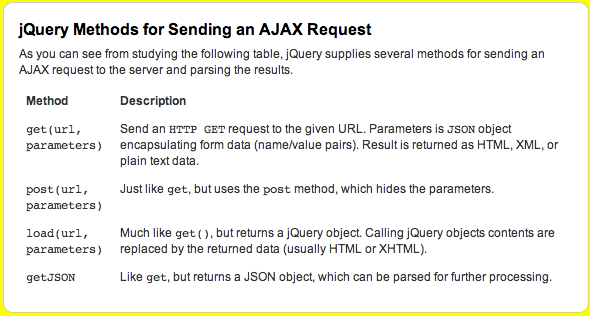 jQuery Methods for Sending an AJAX Request
As you can see from studying the following table, jQuery supplies several methods for sending an
AJAX request to the server and parsing the results.
Method Description
get(url, Send an HTTP GET request to the given URL. Parameters is JSON object
parameters) encapsulating form data (name/value pairs). Result is returned as HTML, XML, or
plain text data.
post(url, Just like get, but uses the post method, which hides the parameters.
parameters)
load(url, Much like get(), but returns a jQuery object. Calling jQuery objects contents are
parameters) replaced by the returned data (usually HTML or XHTML).
getJSON Like get, but returns a JSON object, which can be parsed for further processing.